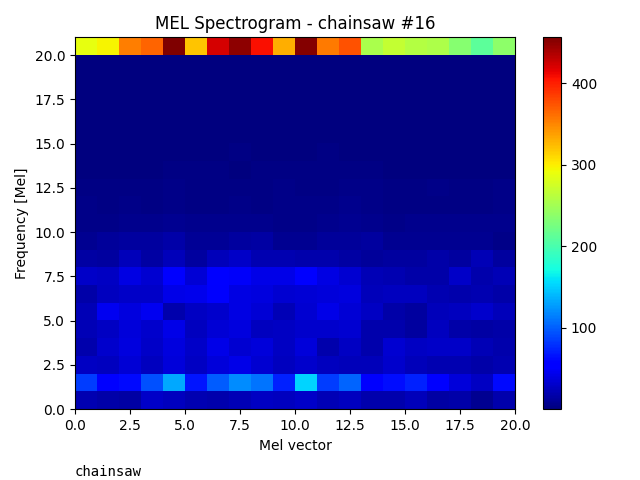 MEL Spectrogram - chainsaw #16
20.0
17.5
15.0
12.5
10.0
7.5
5.0
2.5
0.0
Frequency [Mel]
0.0 2.5 5.0 7.5 10.0 12.5 15.0 17.5 20.0
Mel vector
400
300
200
100
chainsaw